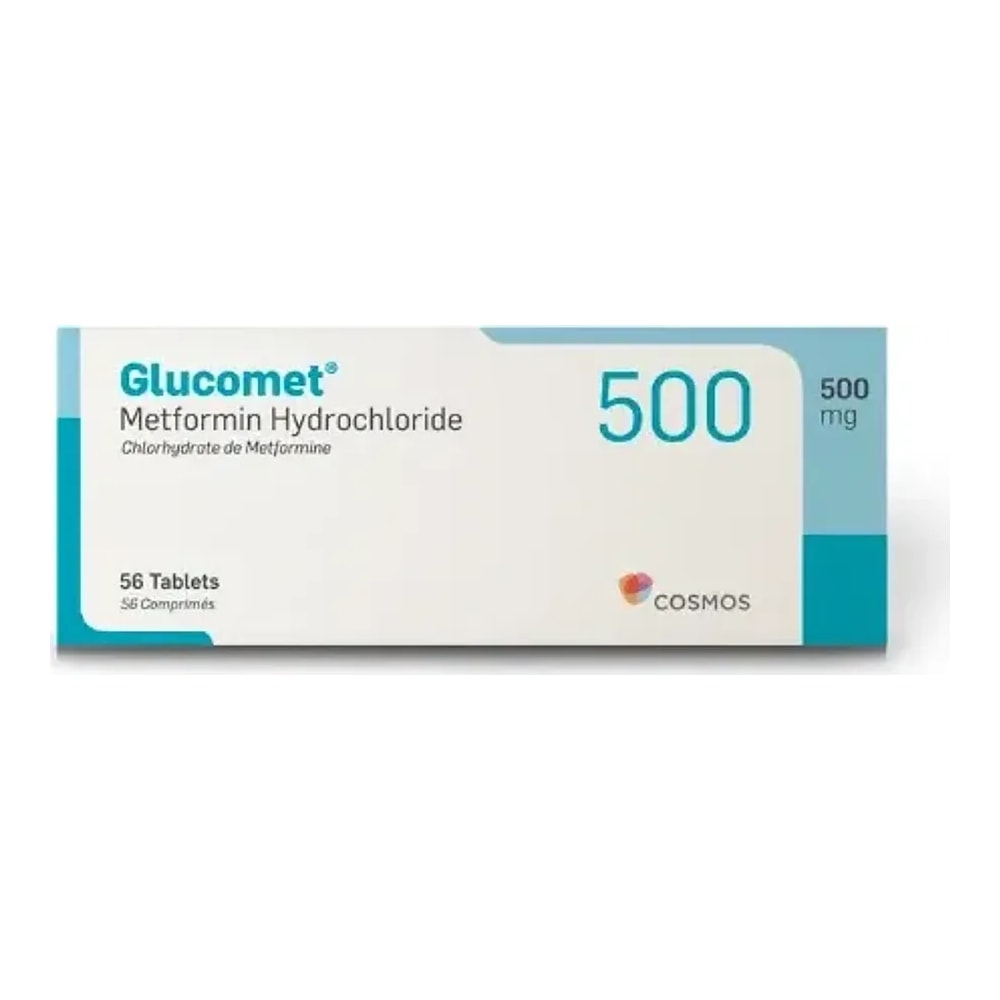 Glucomet®
Metformin Hydrochloride
Chlorhydrate de Metformine
500
500
mg
56 Tablets
56 Comprimés
COSMOS